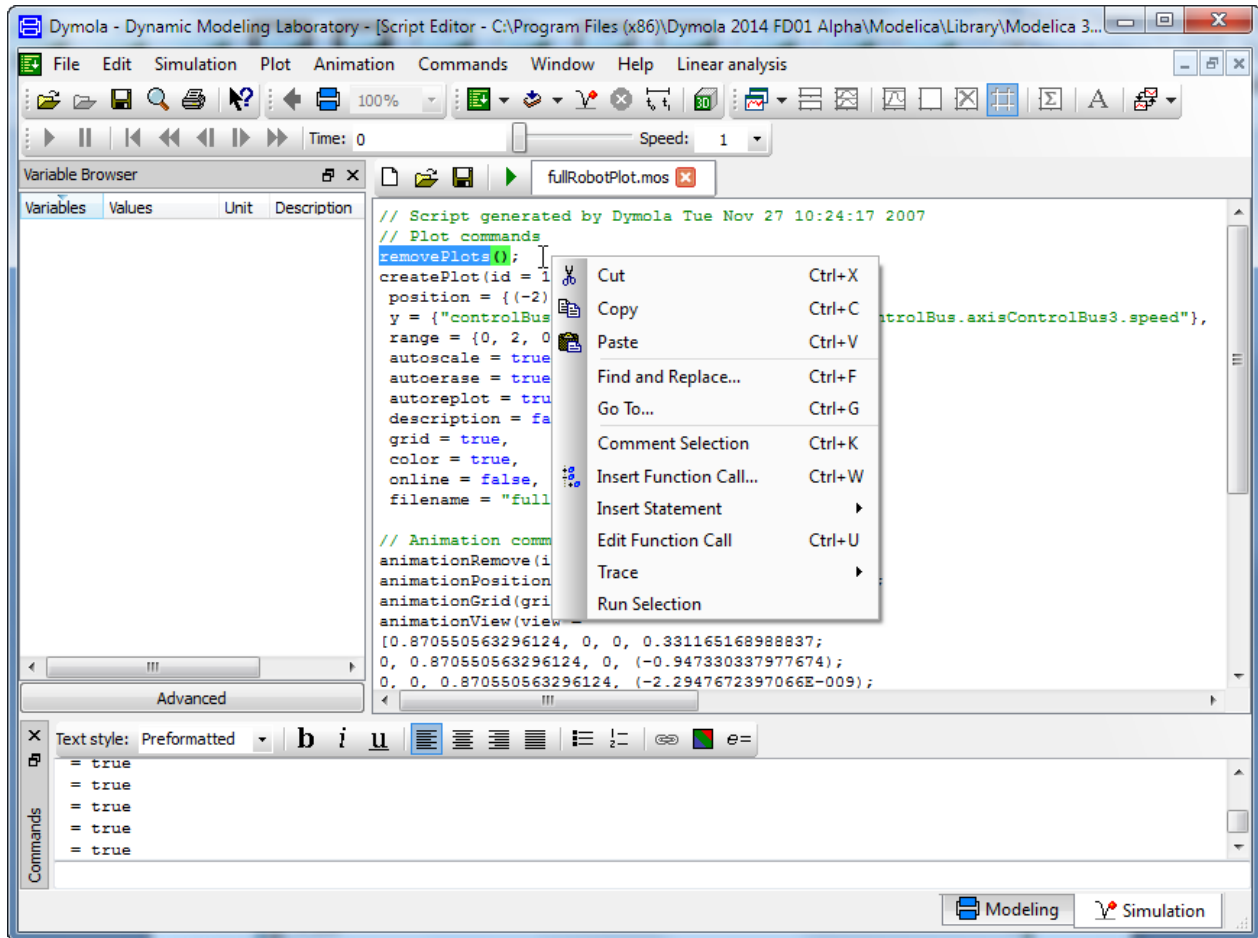 Dymola - Dynamic Modeling Laboratory - [Script Editor - C:\Program Files (x86)\Dymola 2014 FD01 Alpha\Modelica\Library\Modelica 3...
File Edit Simulation Plot Animation Commands Window Help Linear analysis
100%
Time: 0 Speed: 1
Variable Browser
fullRobotPlot.mos
Variables Values Unit Description
// Script generated by Dymola Tue Nov 27 10:24:17 2007
// Plot commands
removePlots();
createPlot(id = 1
position = {(-2)
y = {"controlBus ntrolBus.axisControlBus3.speed"},
range = {0, 2, 0
autoscale = true
autoerase = true
autoreplot = tru
description = fa
grid = true,
color = true,
online = false,
filename = "full
// Animation comm
animationRemove(i
animationPosition
animationGrid(gri
animationView(view =
[0.870550563296124, 0, 0, 0.331165168988837;
0, 0.870550563296124, 0, (-0.947330337977674);
0, 0, 0.870550563296124, (-2.2947672397066E-009);
Cut Ctrl+X
Copy Ctrl+C
Paste Ctrl+V
Find and Replace... Ctrl+F
Go To... Ctrl+G
Comment Selection Ctrl+K
Insert Function Call... Ctrl+W
Insert Statement
Edit Function Call Ctrl+U
Trace
Run Selection
Advanced
Text style: Preformatted b i u e=
= true
= true
= true
= true
= true
Commands
Modeling Simulation